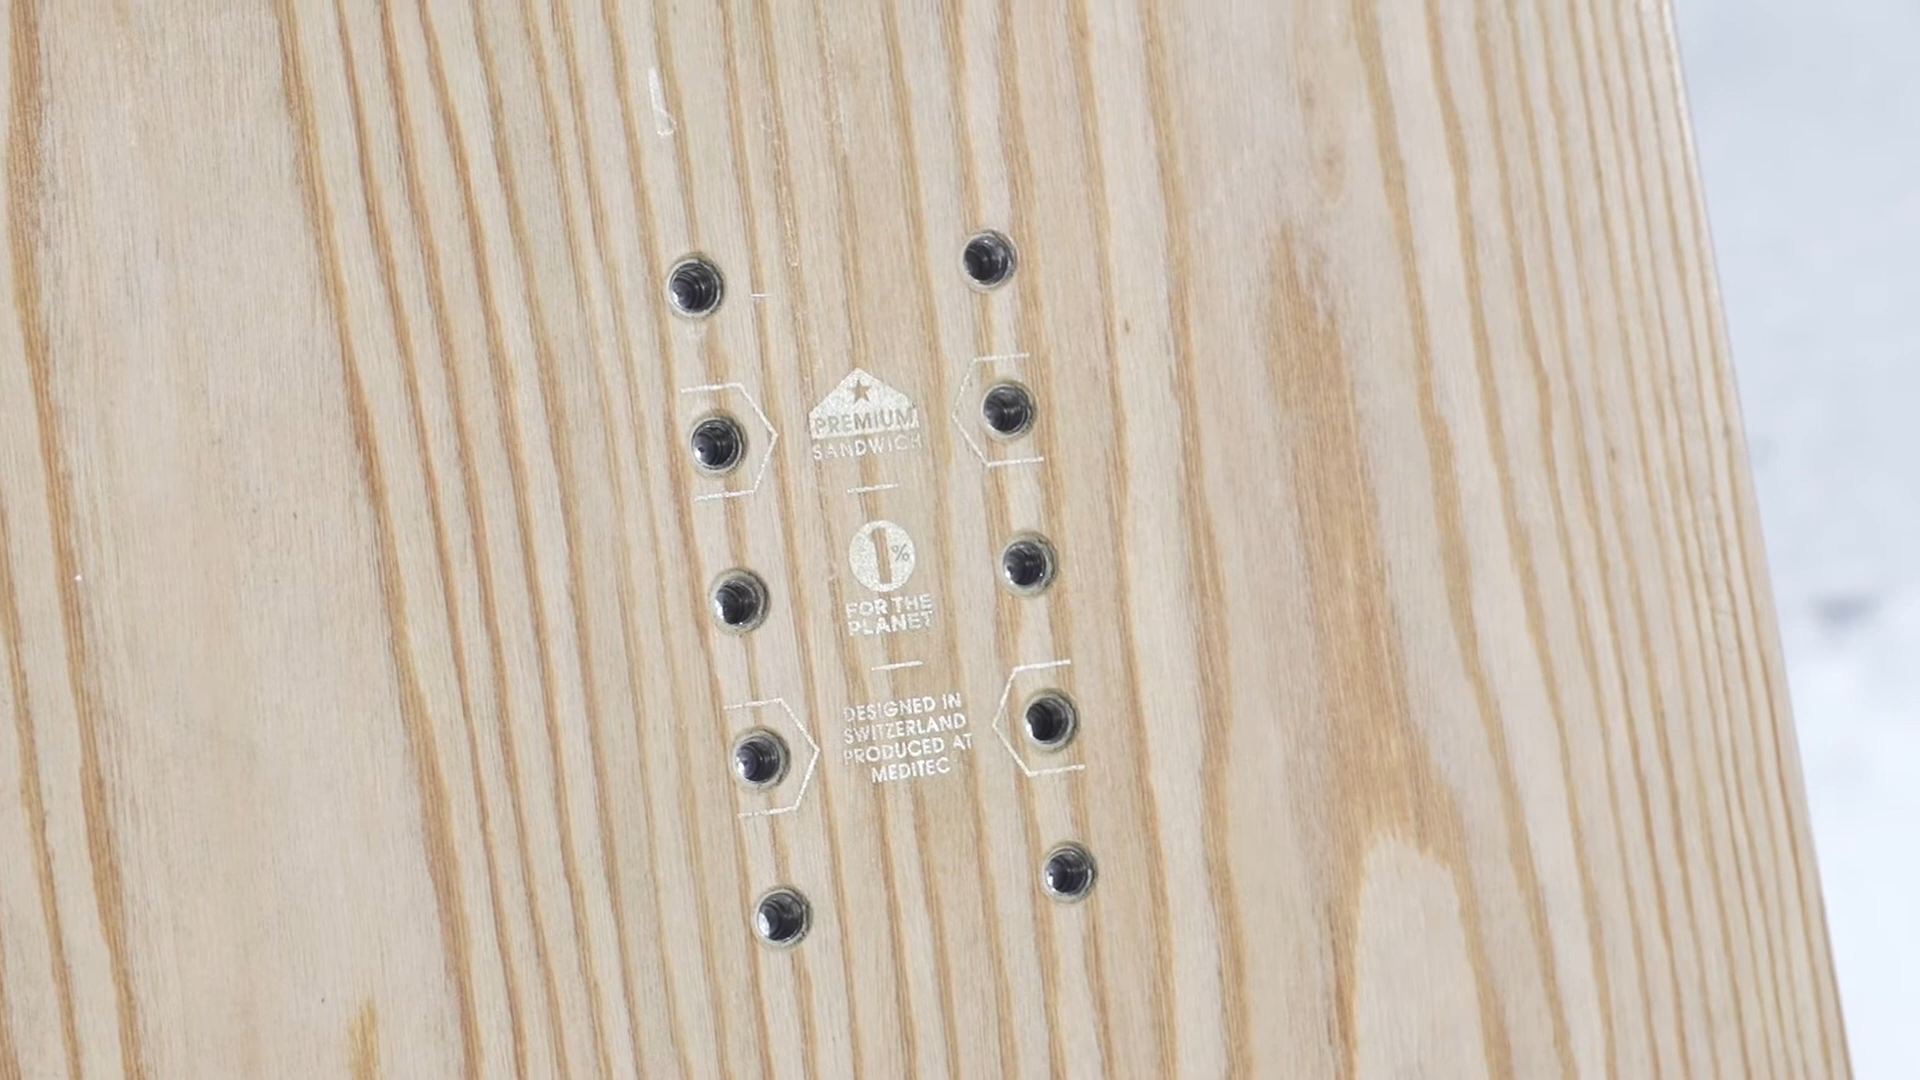 PREMIUM
SANDWICH
1%
FOR THE
PLANET
DESIGNED IN
SWITZERLAND
PRODUCED AT
MEDITEC